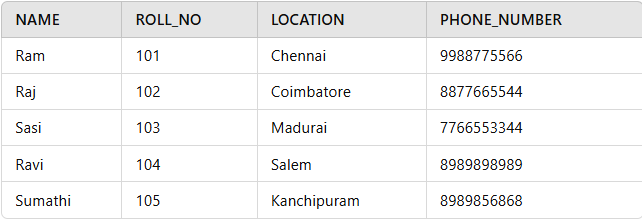 NAME ROLL_NO LOCATION PHONE_NUMBER
Ram 101 Chennai 9988775566
Raj 102 Coimbatore 8877665544
Sasi 103 Madurai 7766553344
Ravi 104 Salem 8989898989
Sumathi 105 Kanchipuram 8989856868